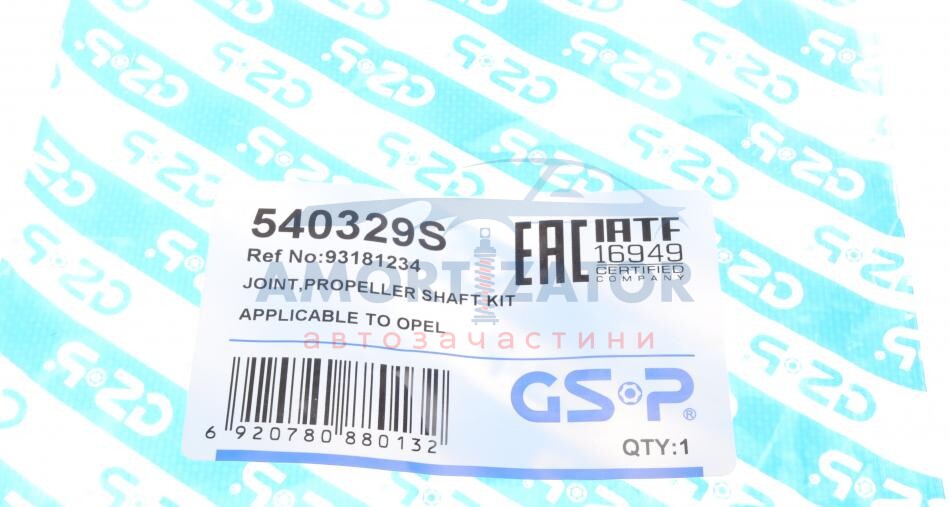 540329S
Ref No:93181234
JOINT,PROPELLER SHAFT KIT
APPLICABLE TO OPEL
EAC
IATF
16949
CERTIFIED
COMPANY
AMORTIZATOR
автозапчастини
6 920780 880132
GSP®
QTY:1